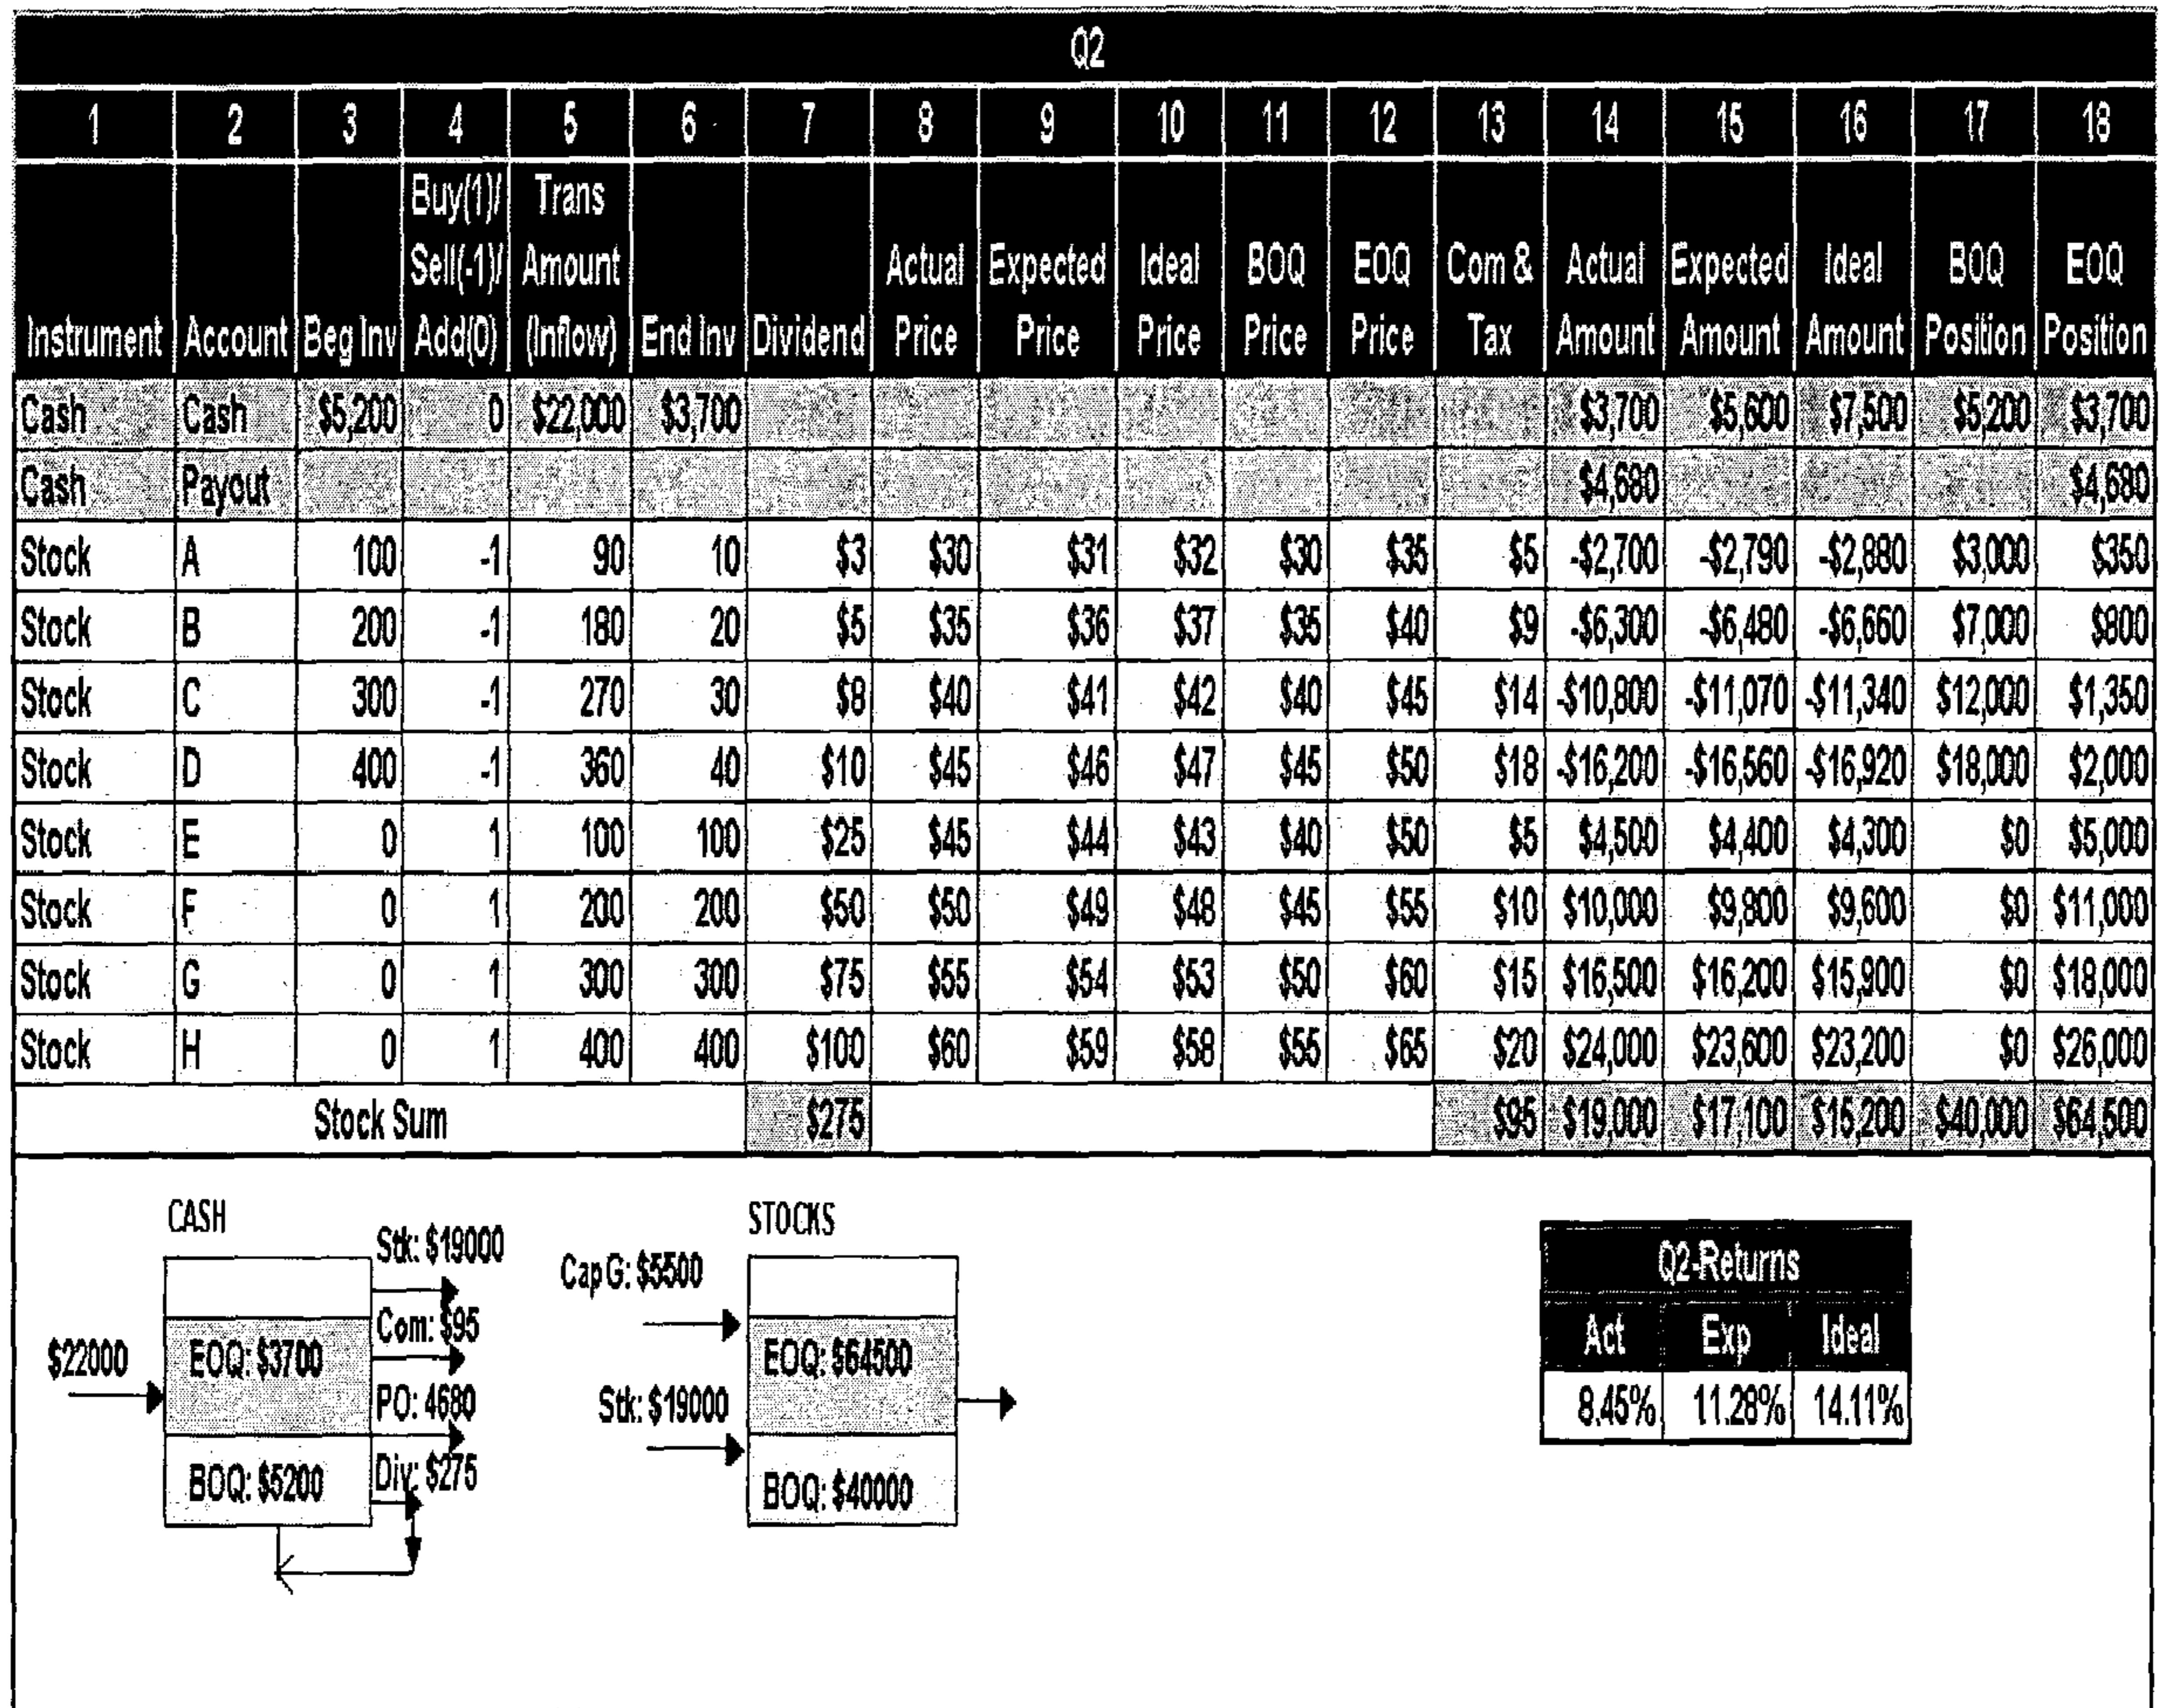 Q2
1 2 3 4 5 6 7 8 9 10 11 12 13 14 15 16 17 18
Instrument Account Beg Inv Buy(1)/ Sell(-1)/ Add(0) Trans Amount (Inflow) End Inv Dividend Actual Price Expected Price Ideal Price BOQ Price EOQ Price Com & Tax Actual Amount Expected Amount Ideal Amount BOQ Position EOQ Position
Cash Cash $5,200 0 $22,000 $3,700 $3,700 $5,600 $7,500 $5,200 $3,700
Cash Payout $4,680 $4,680
Stock A 100 -1 90 10 $3 $30 $31 $32 $30 $35 $5 -$2,700 -$2,790 -$2,880 $3,000 $350
Stock B 200 -1 180 20 $5 $35 $36 $37 $35 $40 $9 -$6,300 -$6,480 -$6,660 $7,000 $800
Stock C 300 -1 270 30 $8 $40 $41 $42 $40 $45 $14 -$10,800 -$11,070 -$11,340 $12,000 $1,350
Stock D 400 -1 360 40 $10 $45 $46 $47 $45 $50 $18 -$16,200 -$16,560 -$16,920 $18,000 $2,000
Stock E 0 1 100 100 $25 $45 $44 $43 $40 $50 $5 $4,500 $4,400 $4,300 $0 $5,000
Stock F 0 1 200 200 $50 $50 $49 $48 $45 $55 $10 $10,000 $9,800 $9,600 $0 $11,000
Stock G 0 1 300 300 $75 $55 $54 $53 $50 $60 $15 $16,500 $16,200 $15,900 $0 $18,000
Stock H 0 1 400 400 $100 $60 $59 $58 $55 $65 $20 $24,000 $23,600 $23,200 $0 $26,000
Stock Sum $275 $95 $19,000 $17,100 $15,200 $40,000 $64,500
CASH
Stk: $19000
Com: $95
$22000
EOQ: $3700
PO: 4680
BOQ: $5200
Div: $275
STOCKS
Cap G: $5500
EOQ: $64500
Stk: $19000
BOQ: $40000
Q2-Returns
Act Exp Ideal
8.45% 11.28% 14.11%